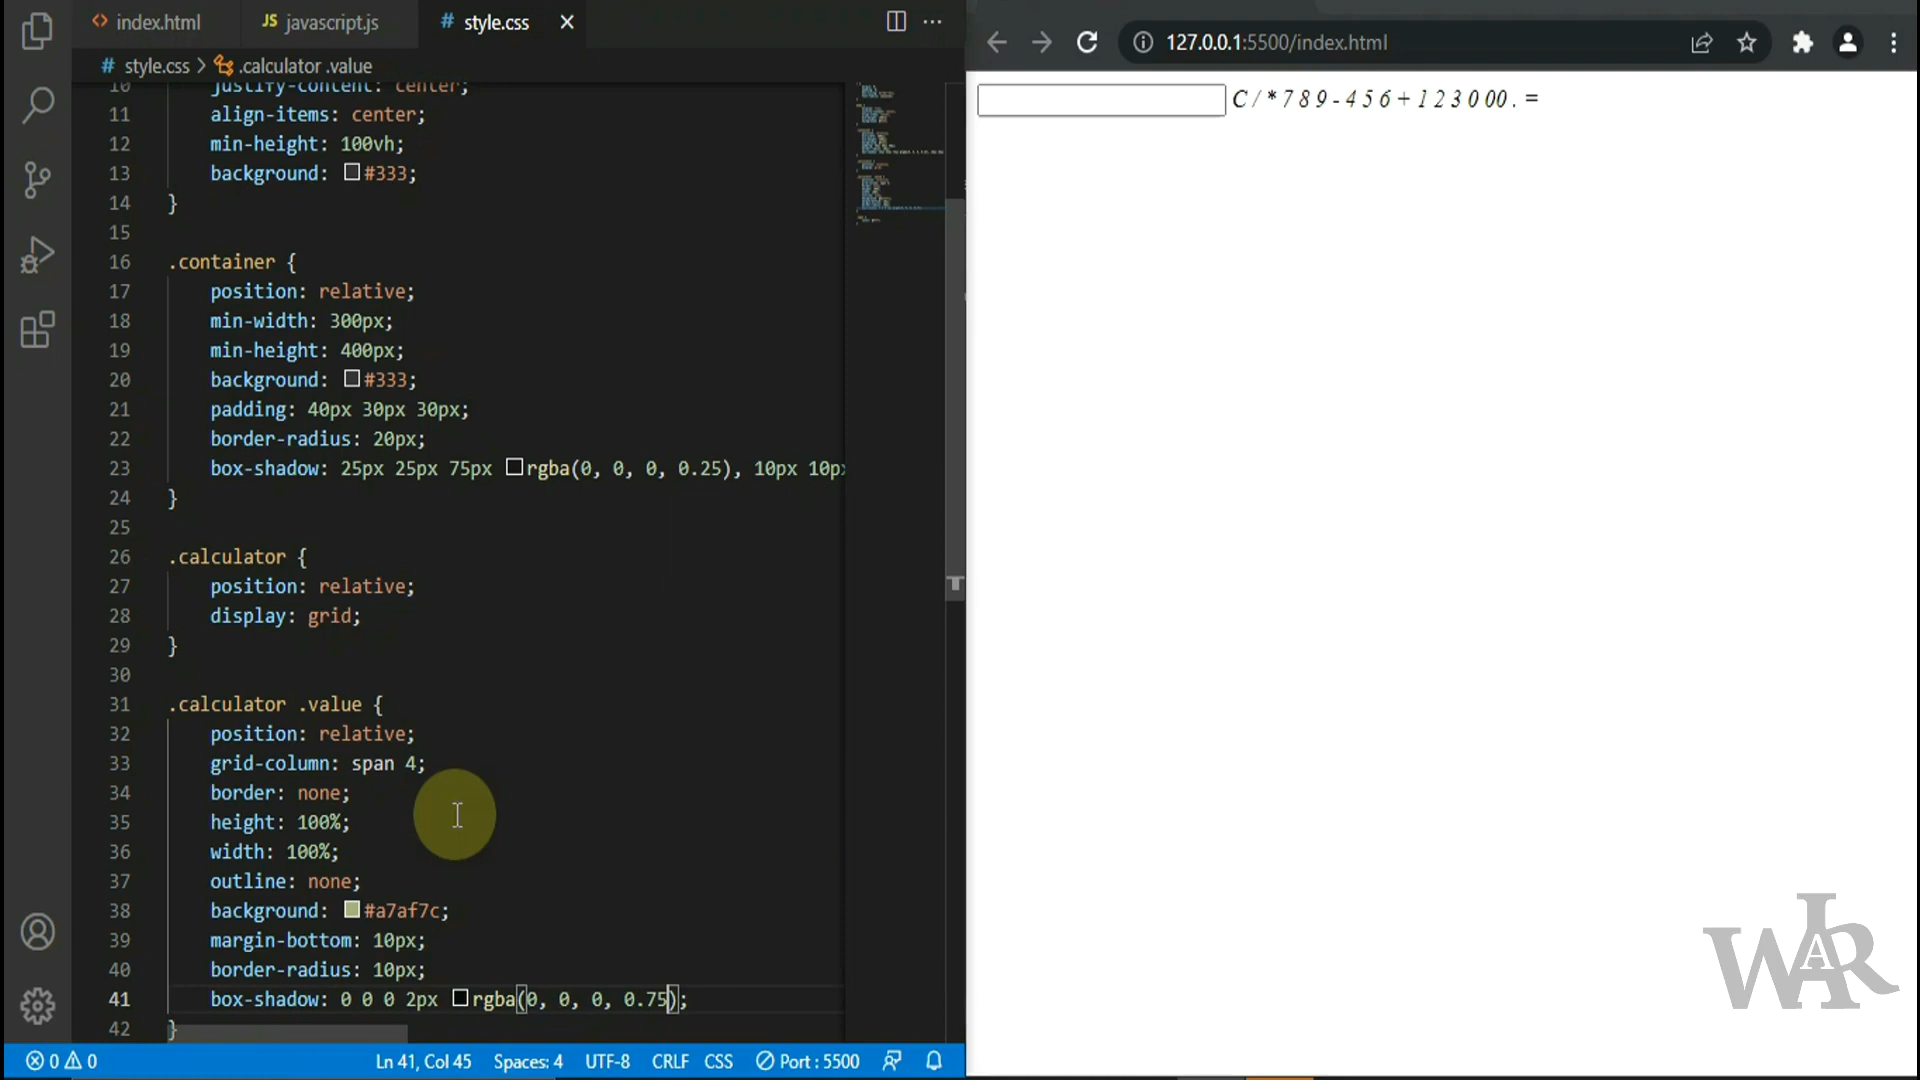 index.html
JS javascript.js
# style.css
# style.css > .calculator .value
127.0.0.1:5500/index.html
C / * 7 8 9 - 4 5 6 + 1 2 3 0 00 . =
10 justify-content: center;
11 align-items: center;
12 min-height: 100vh;
13 background: #333;
14 }
15
16 .container {
17 position: relative;
18 min-width: 300px;
19 min-height: 400px;
20 background: #333;
21 padding: 40px 30px 30px;
22 border-radius: 20px;
23 box-shadow: 25px 25px 75px rgba(0, 0, 0, 0.25), 10px 10px
24 }
25
26 .calculator {
27 position: relative;
28 display: grid;
29 }
30
31 .calculator .value {
32 position: relative;
33 grid-column: span 4;
34 border: none;
35 height: 100%;
36 width: 100%;
37 outline: none;
38 background: #a7af7c;
39 margin-bottom: 10px;
40 border-radius: 10px;
41 box-shadow: 0 0 0 2px rgba(0, 0, 0, 0.75);
42 }
0 0
Ln 41, Col 45
Spaces: 4
UTF-8
CRLF
CSS
Port : 5500